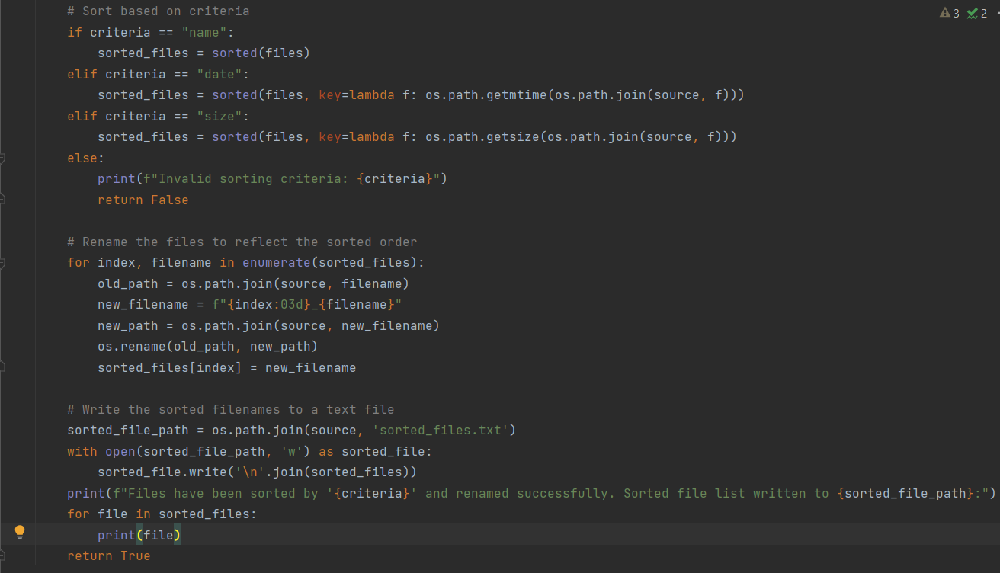 # Sort based on criteria
3 2
if criteria == "name":
    sorted_files = sorted(files)
elif criteria == "date":
    sorted_files = sorted(files, key=lambda f: os.path.getmtime(os.path.join(source, f)))
elif criteria == "size":
    sorted_files = sorted(files, key=lambda f: os.path.getsize(os.path.join(source, f)))
else:
    print(f"Invalid sorting criteria: {criteria}")
    return False

# Rename the files to reflect the sorted order
for index, filename in enumerate(sorted_files):
    old_path = os.path.join(source, filename)
    new_filename = f"{index:03d}_{filename}"
    new_path = os.path.join(source, new_filename)
    os.rename(old_path, new_path)
    sorted_files[index] = new_filename

# Write the sorted filenames to a text file
sorted_file_path = os.path.join(source, 'sorted_files.txt')
with open(sorted_file_path, 'w') as sorted_file:
    sorted_file.write('\n'.join(sorted_files))
print(f"Files have been sorted by '{criteria}' and renamed successfully. Sorted file list written to {sorted_file_path}:")
for file in sorted_files:
    print(file)
return True